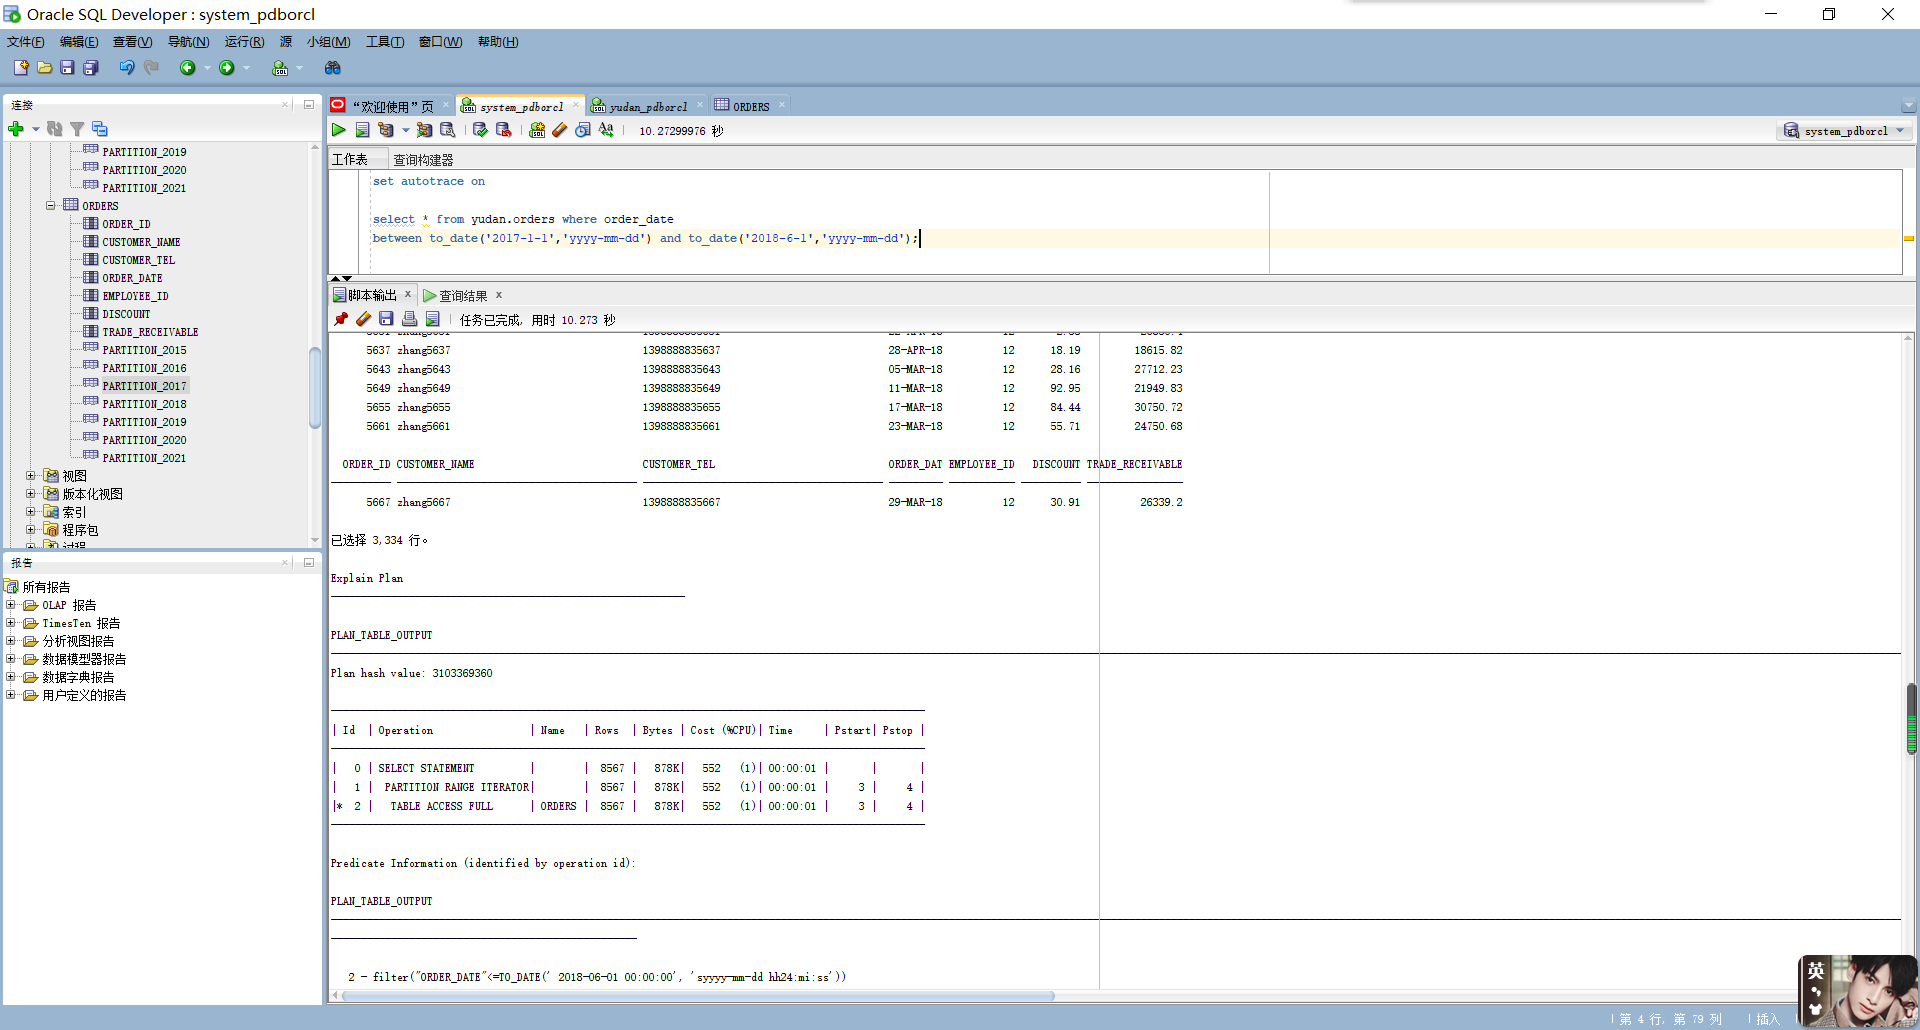 Oracle SQL Developer : system_pdborcl
文件(F) 编辑(E) 查看(V) 导航(N) 运行(R) 源 小组(M) 工具(T) 窗口(W) 帮助(H)
连接
PARTITION_2019
PARTITION_2020
PARTITION_2021
ORDERS
ORDER_ID
CUSTOMER_NAME
CUSTOMER_TEL
ORDER_DATE
EMPLOYEE_ID
DISCOUNT
TRADE_RECEIVABLE
PARTITION_2015
PARTITION_2016
PARTITION_2017
PARTITION_2018
PARTITION_2019
PARTITION_2020
PARTITION_2021
视图
版本化视图
索引
程序包
过程
报告
所有报告
OLAP 报告
TimesTen 报告
分析视图报告
数据模型器报告
数据字典报告
用户定义的报告
“欢迎使用”页 system_pdborcl yudan_pdborcl ORDERS
10.27299976 秒
system_pdborcl
工作表 查询构建器
set autotrace on
select * from yudan.orders where order_date
between to_date('2017-1-1','yyyy-mm-dd') and to_date('2018-6-1','yyyy-mm-dd');
脚本输出 x 查询结果 x
任务已完成, 用时 10.273 秒
5637 zhang5637 1398888835637 28-APR-18 12 18.19 18615.82
5643 zhang5643 1398888835643 05-MAR-18 12 28.16 27712.23
5649 zhang5649 1398888835649 11-MAR-18 12 92.95 21949.83
5655 zhang5655 1398888835655 17-MAR-18 12 84.44 30750.72
5661 zhang5661 1398888835661 23-MAR-18 12 55.71 24750.68
ORDER_ID CUSTOMER_NAME CUSTOMER_TEL ORDER_DAT EMPLOYEE_ID DISCOUNT TRADE_RECEIVABLE
5667 zhang5667 1398888835667 29-MAR-18 12 30.91 26339.2
已选择 3,334 行。
Explain Plan
PLAN_TABLE_OUTPUT
Plan hash value: 3103369360
| Id | Operation | Name | Rows | Bytes | Cost (%CPU)| Time | Pstart| Pstop |
| 0 | SELECT STATEMENT | | 8567 | 878K| 552 (1)| 00:00:01 | | |
| 1 | PARTITION RANGE ITERATOR| | 8567 | 878K| 552 (1)| 00:00:01 | 3 | 4 |
|* 2 | TABLE ACCESS FULL | ORDERS | 8567 | 878K| 552 (1)| 00:00:01 | 3 | 4 |
Predicate Information (identified by operation id):
PLAN_TABLE_OUTPUT
2 - filter("ORDER_DATE"<=TO_DATE(' 2018-06-01 00:00:00', 'syyyy-mm-dd hh24:mi:ss'))
英
第 4 行, 第 79 列 插入